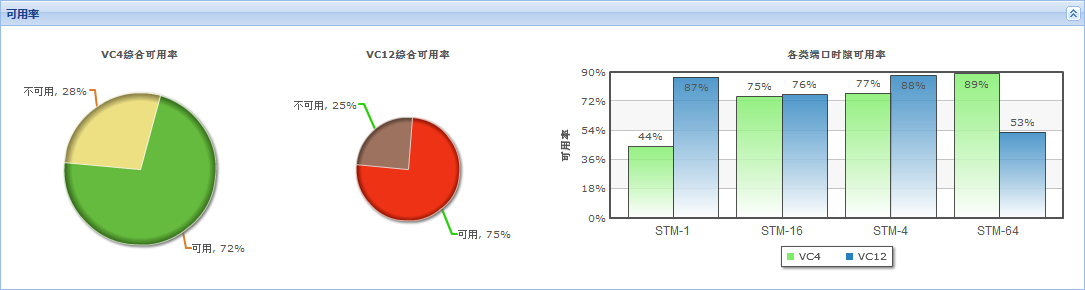 可用率
VC4综合可用率
不可用, 28%
可用, 72%
VC12综合可用率
不可用, 25%
可用, 75%
各类端口时隙可用率
可用率
90%
72%
54%
36%
18%
0%
44%
87%
75%
76%
77%
88%
89%
53%
STM-1
STM-16
STM-4
STM-64
VC4
VC12